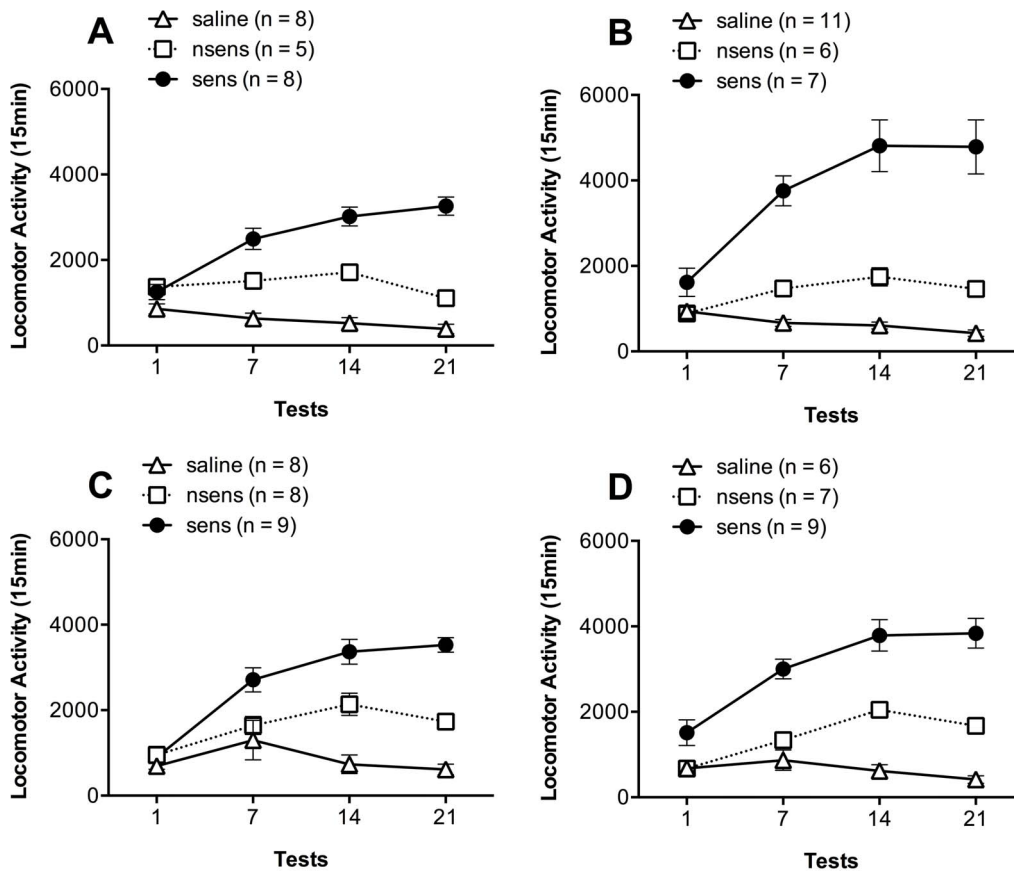 A
saline (n = 8)
nsens (n = 5)
sens (n = 8)
Locomotor Activity (15min)
6000
4000
2000
0
1 7 14 21
Tests
B
saline (n = 11)
nsens (n = 6)
sens (n = 7)
Locomotor Activity (15min)
6000
4000
2000
0
1 7 14 21
Tests
C
saline (n = 8)
nsens (n = 8)
sens (n = 9)
Locomotor Activity (15min)
6000
4000
2000
0
1 7 14 21
Tests
D
saline (n = 6)
nsens (n = 7)
sens (n = 9)
Locomotor Activity (15min)
6000
4000
2000
0
1 7 14 21
Tests